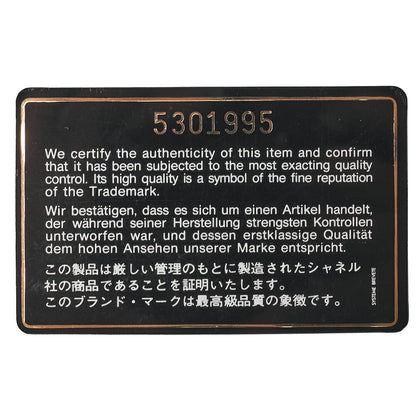 5301995
We certify the authenticity of this item and confirm
that it has been subjected to the most exacting quality
control. Its high quality is a symbol of the fine reputation
of the Trademark.
Wir bestätigen, dass es sich um einen Artikel handelt,
der während seiner Herstellung strengsten Kontrollen
unterworfen war, und dessen erstklassige Qualität
dem hohen Ansehen unserer Marke entspricht.
この製品は厳しい管理のもとに製造されたシャネル
社の商品であることを証明いたします。
このブランド・マークは最高級品質の象徴です。
SYSTEME BREVETE